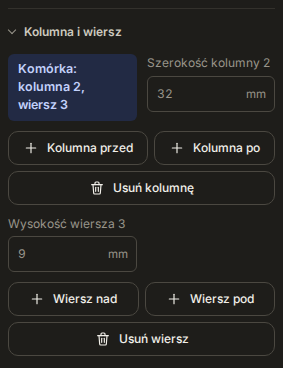 Kolumna i wiersz
Komórka:
kolumna 2,
wiersz 3
Szerokość kolumny 2
32 mm
Kolumna przed
Kolumna po
Usuń kolumnę
Wysokość wiersza 3
9 mm
Wiersz nad
Wiersz pod
Usuń wiersz